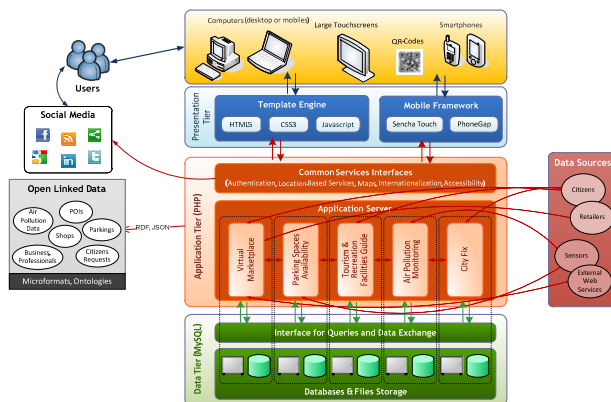 Computers (desktop or mobiles)
Large Touchscreens
QR-Codes
Smartphones
Users
Presentation
Tier
Template Engine
HTML5
CSS3
Javascript
Mobile Framework
Sencha Touch
PhoneGap
Social Media
Open Linked Data
Air
Pollution
Data
POIs
Parkings
Shops
Business,
Professionals
Citizens
Requests
Microformats, Ontologies
RDF, JSON
Application Tier (PHP)
Common Services Interfaces
(Authentication, Location-Based Services, Maps, Internationalization, Accessibility)
Application Server
Virtual
Marketplace
Parking Spaces
Availability
Tourism &
Recreation
Facilities Guide
Air Pollution
Monitoring
City Fix
Data Sources
Citizens
Retailers
Sensors
External
Web
Services
Data Tier (MySQL)
Interface for Queries and Data Exchange
Databases & Files Storage